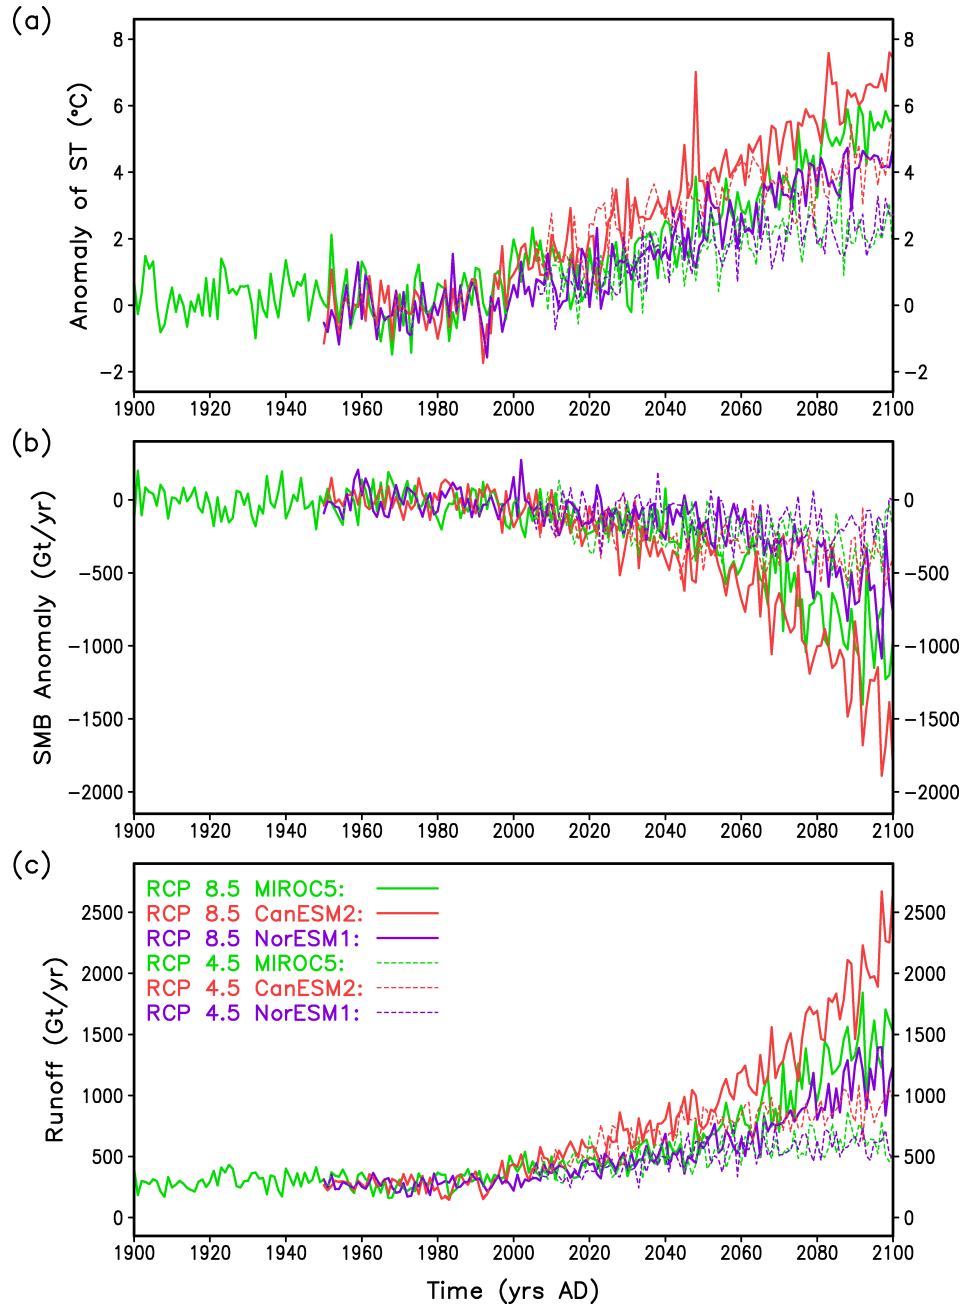 (a)
Anomaly of ST (°C)
8
6
4
2
0
−2
8
6
4
2
0
−2
1900 1920 1940 1960 1980 2000 2020 2040 2060 2080 2100
(b)
SMB Anomaly (Gt/yr)
0
−500
−1000
−1500
−2000
0
−500
−1000
−1500
−2000
1900 1920 1940 1960 1980 2000 2020 2040 2060 2080 2100
(c)
Runoff (Gt/yr)
2500
2000
1500
1000
500
0
RCP 8.5 MIROC5:
RCP 8.5 CanESM2:
RCP 8.5 NorESM1:
RCP 4.5 MIROC5:
RCP 4.5 CanESM2:
RCP 4.5 NorESM1:
2500
2000
1500
1000
500
0
1900 1920 1940 1960 1980 2000 2020 2040 2060 2080 2100
Time (yrs AD)